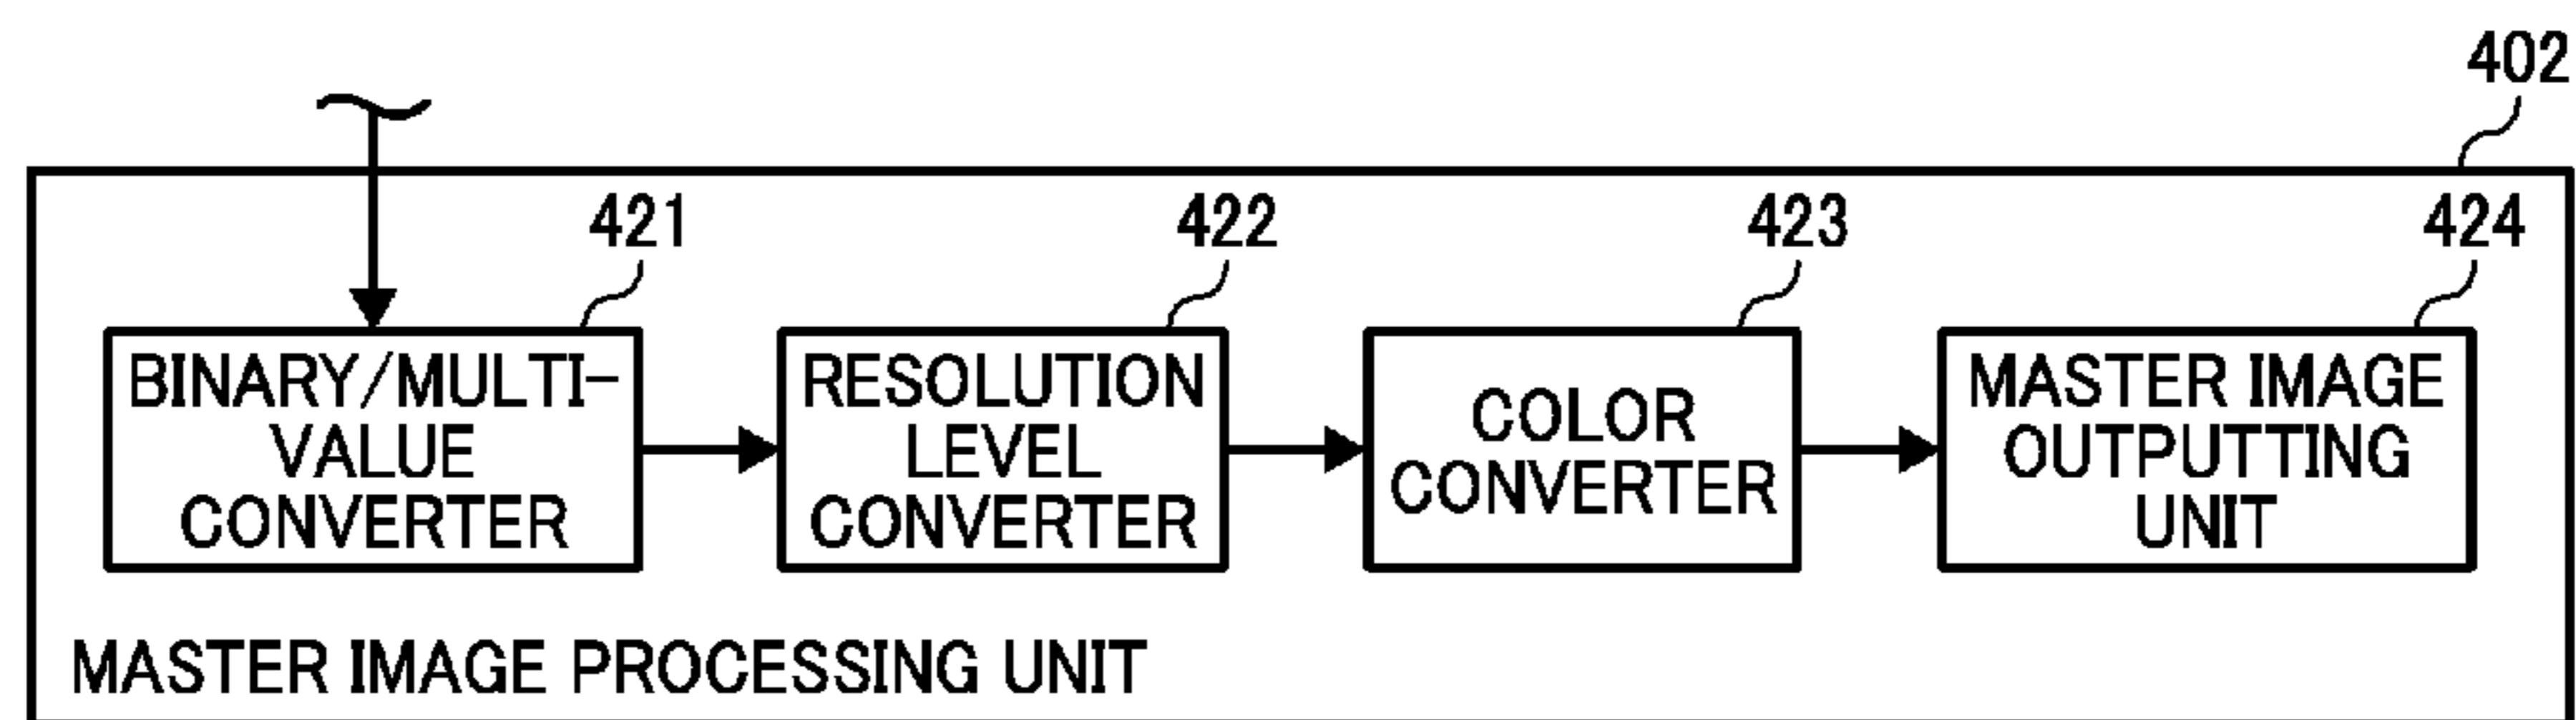 402
421
422
423
424
BINARY/MULTI-
VALUE
CONVERTER
RESOLUTION
LEVEL
CONVERTER
COLOR
CONVERTER
MASTER IMAGE
OUTPUTTING
UNIT
MASTER IMAGE PROCESSING UNIT